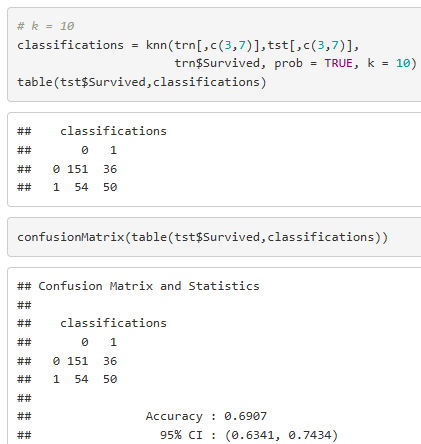 # k = 10
classifications = knn(trn[,c(3,7)],tst[,c(3,7)],
                      trn$Survived, prob = TRUE, k = 10)
table(tst$Survived,classifications)
##    classifications
##       0   1
##   0 151  36
##   1  54  50
confusionMatrix(table(tst$Survived,classifications))
## Confusion Matrix and Statistics
##
##    classifications
##       0   1
##   0 151  36
##   1  54  50
##
##                Accuracy : 0.6907
##                  95% CI : (0.6341, 0.7434)